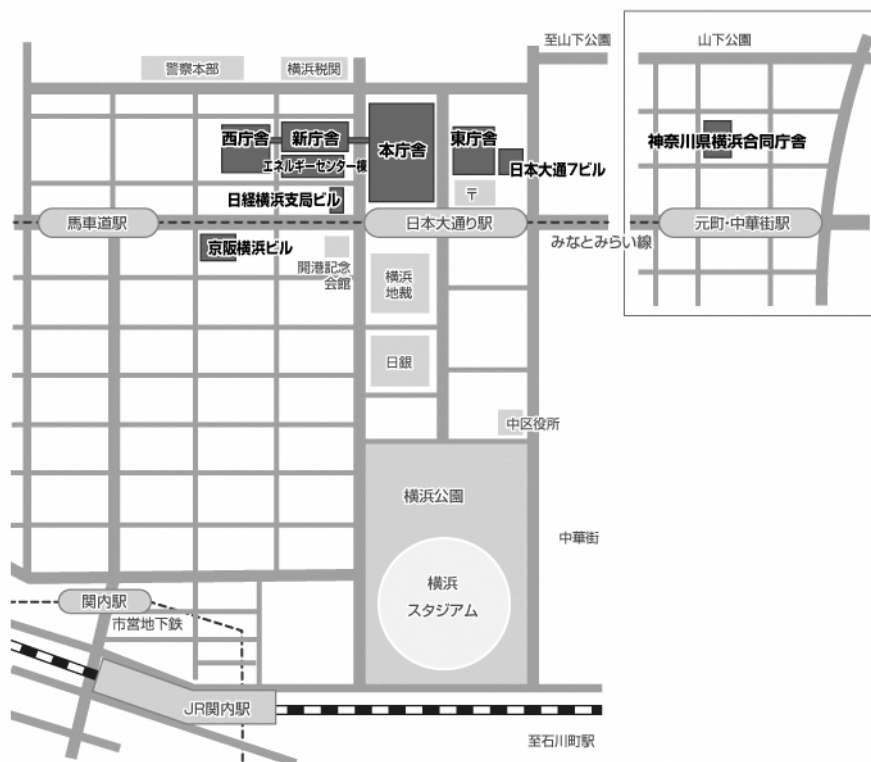 至山下公園
山下公園
警察本部
横浜税関
西庁舎
新庁舎
本庁舎
東庁舎
神奈川県横浜合同庁舎
エネルギーセンター棟
日本大通7ビル
日経横浜支局ビル
〒
馬車道駅
日本大通り駅
元町・中華街駅
みなとみらい線
京阪横浜ビル
開港記念
会館
横浜
地裁
日銀
中区役所
横浜公園
中華街
横浜
スタジアム
関内駅
市営地下鉄
JR関内駅
至石川町駅